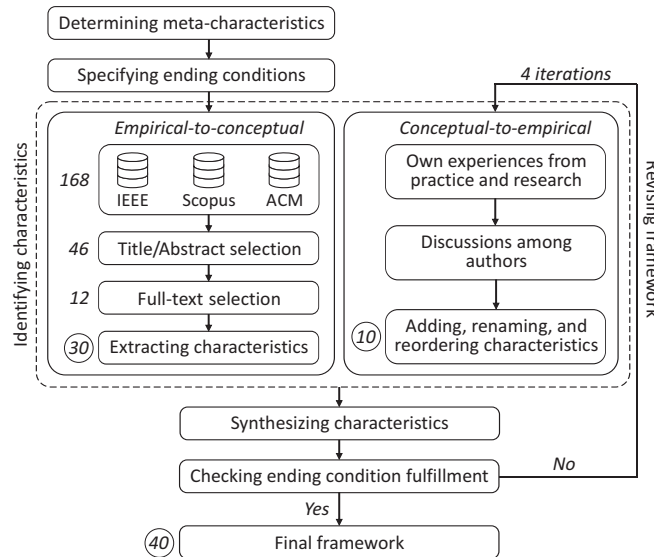 Determining meta-characteristics
Specifying ending conditions
4 iterations
Identifying characteristics
Empirical-to-conceptual
168
IEEE
Scopus
ACM
46
Title/Abstract selection
12
Full-text selection
30
Extracting characteristics
Conceptual-to-empirical
Own experiences from
practice and research
Discussions among
authors
10
Adding, renaming, and
reordering characteristics
Revising framework
Synthesizing characteristics
Checking ending condition fulfillment
No
Yes
40
Final framework